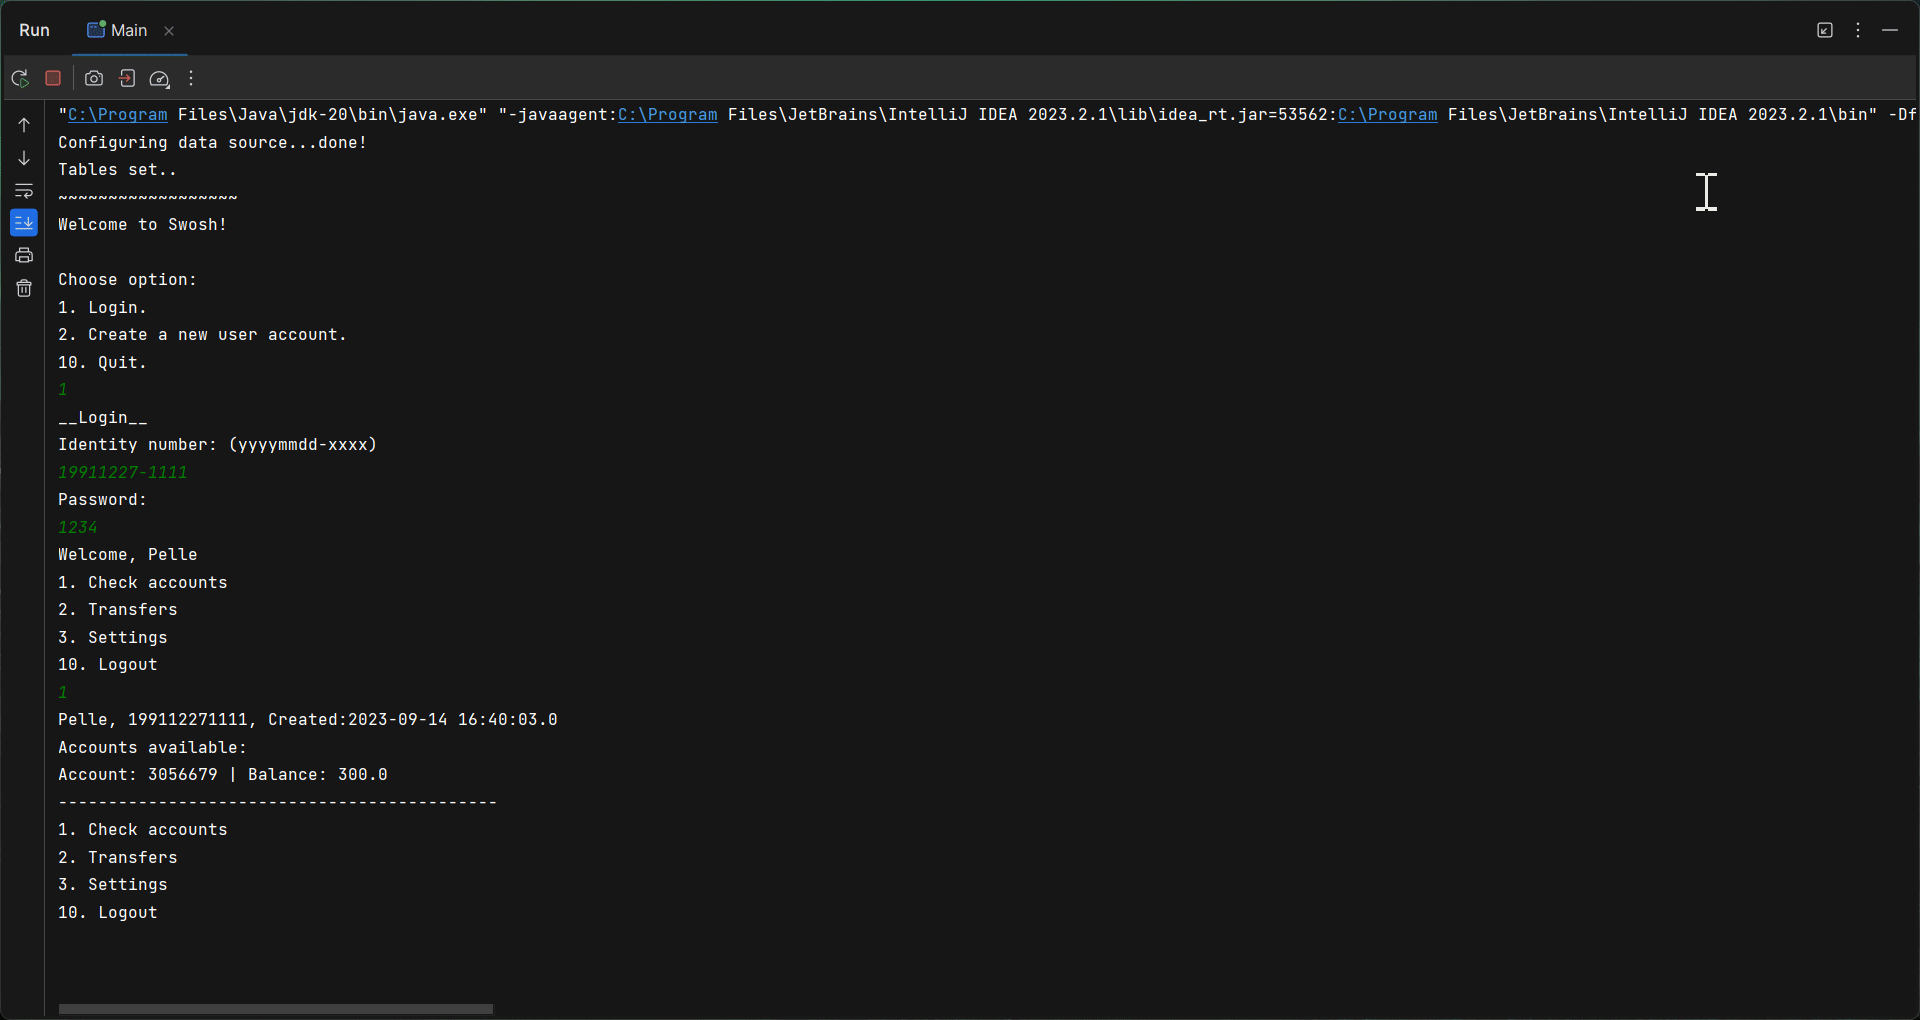 Run Main
"C:\Program Files\Java\jdk-20\bin\java.exe" "-javaagent:C:\Program Files\JetBrains\IntelliJ IDEA 2023.2.1\lib\idea_rt.jar=53562:C:\Program Files\JetBrains\IntelliJ IDEA 2023.2.1\bin" -Df
Configuring data source...done!
Tables set..
~~~~~~~~~~~~~~~~~~
Welcome to Swosh!
Choose option:
1. Login.
2. Create a new user account.
10. Quit.
1
__Login__
Identity number: (yyyymmdd-xxxx)
19911227-1111
Password:
1234
Welcome, Pelle
1. Check accounts
2. Transfers
3. Settings
10. Logout
1
Pelle, 199112271111, Created:2023-09-14 16:40:03.0
Accounts available:
Account: 3056679 | Balance: 300.0
--------------------------------------------
1. Check accounts
2. Transfers
3. Settings
10. Logout